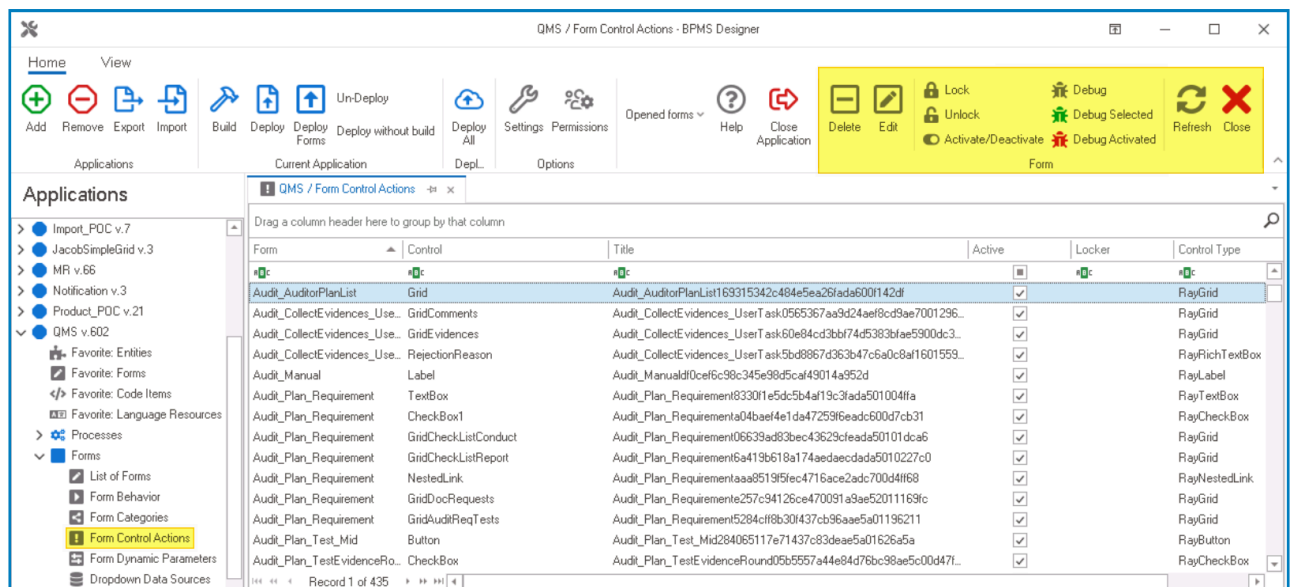 QMS / Form Control Actions - BPMS Designer
Home View
Add Remove Export Import Build Deploy Deploy Forms Un-Deploy Deploy without build Deploy All Settings Permissions Opened forms Help Close Application Delete Edit Lock Unlock Activate/Deactivate Debug Debug Selected Debug Activated Refresh Close
Applications Current Application Depl... Options Form
Applications
Import_POC v.7
JacobSimpleGrid v.3
MR v.66
Notification v.3
Product_POC v.21
QMS v.602
Favorite: Entities
Favorite: Forms
Favorite: Code Items
Favorite: Language Resources
Processes
Forms
List of Forms
Form Behavior
Form Categories
Form Control Actions
Form Dynamic Parameters
Dropdown Data Sources
QMS / Form Control Actions
Drag a column header here to group by that column
Form Control Title Active Locker Control Type
Audit_AuditorPlanList Grid Audit_AuditorPlanList169315342c484e5ea26fada600f142df RayGrid
Audit_CollectEvidences_Use... GridComments Audit_CollectEvidences_UserTask0565367aa9d24aef8cd9ae7001296... RayGrid
Audit_CollectEvidences_Use... GridEvidences Audit_CollectEvidences_UserTask60e84cd3bbf74d5383bfae5900dc3... RayGrid
Audit_CollectEvidences_Use... RejectionReason Audit_CollectEvidences_UserTask5bd8867d363b47c6a0c8af1601559... RayRichTextBox
Audit_Manual Label Audit_Manualdf0cef6c98c345e98d5caf49014a952d RayLabel
Audit_Plan_Requirement TextBox Audit_Plan_Requirement8330f1e5dc5b4af19c3fada501004ffa RayTextBox
Audit_Plan_Requirement CheckBox1 Audit_Plan_Requirementa04baef4e1da47259f6eadc600d7cb31 RayCheckBox
Audit_Plan_Requirement GridCheckListConduct Audit_Plan_Requirement06639ad83bec43629cfeada50101dca6 RayGrid
Audit_Plan_Requirement GridCheckListReport Audit_Plan_Requirement6a419b618a174aedaecdada5010227c0 RayGrid
Audit_Plan_Requirement NestedLink Audit_Plan_Requirementaaa8519f5fec4716ace2adc700d4ff68 RayNestedLink
Audit_Plan_Requirement GridDocRequests Audit_Plan_Requiremente257c94126ce470091a9ae52011169fc RayGrid
Audit_Plan_Requirement GridAuditReqTests Audit_Plan_Requirement5284cff8b30f437cb96aae5a01196211 RayGrid
Audit_Plan_Test_Mid Button Audit_Plan_Test_Mid284065117e71437c83deae5a01626a5a RayButton
Audit_Plan_TestEvidenceRo... CheckBox Audit_Plan_TestEvidenceRound05b5557a44e84d76bc98ae5c00d47f... RayCheckBox
Record 1 of 435